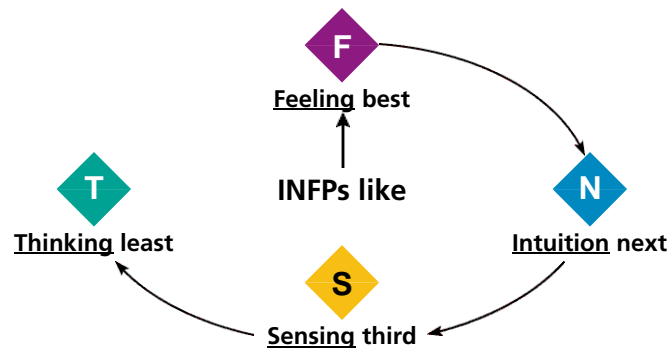 F
Feeling best
INFPs like
N
Intuition next
S
Sensing third
T
Thinking least